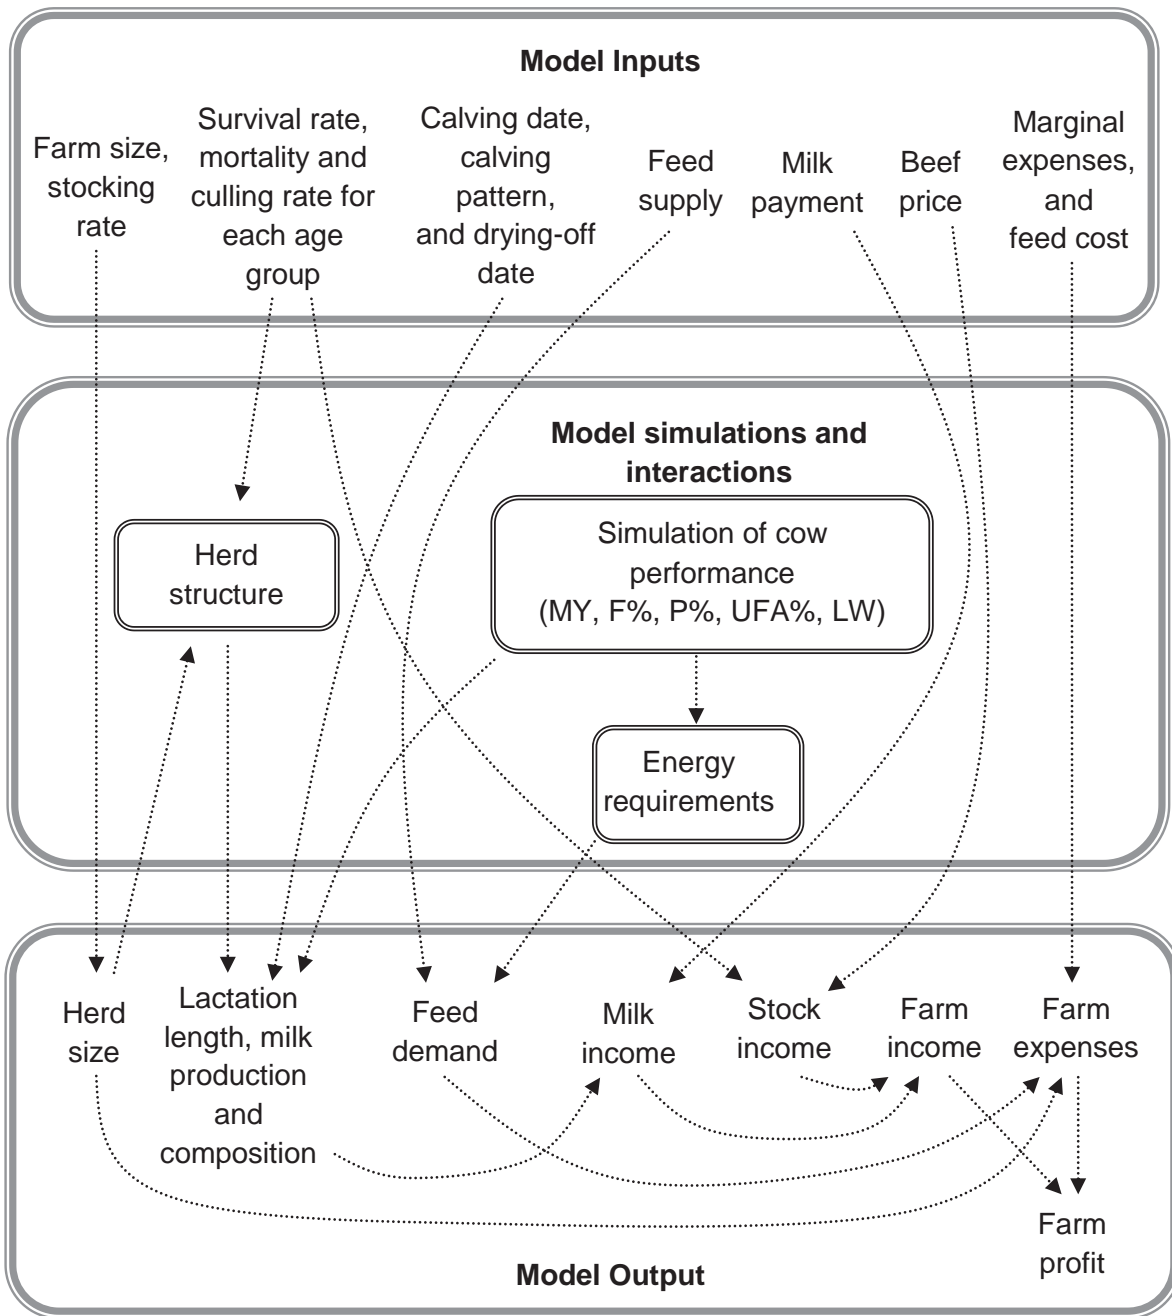 Model Inputs
Farm size,
stocking
rate
Survival rate,
mortality and
culling rate for
each age
group
Calving date,
calving
pattern,
and drying-off
date
Feed
supply
Milk
payment
Beef
price
Marginal
expenses,
and
feed cost
Model simulations and
interactions
Herd
structure
Simulation of cow
performance
(MY, F%, P%, UFA%, LW)
Energy
requirements
Herd
size
Lactation
length, milk
production
and
composition
Feed
demand
Milk
income
Stock
income
Farm
income
Farm
expenses
Farm
profit
Model Output